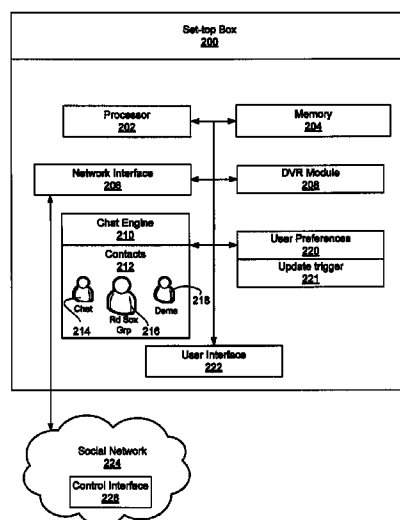 Set-top Box
200
Processor
202
Memory
204
Network Interface
206
DVR Module
208
Chat Engine
210
Contacts
212
User Preferences
220
Update trigger
221
Chat
Rd Sox
Grp
Dems
214
216
218
User Interface
222
Social Network
224
Control Interface
226